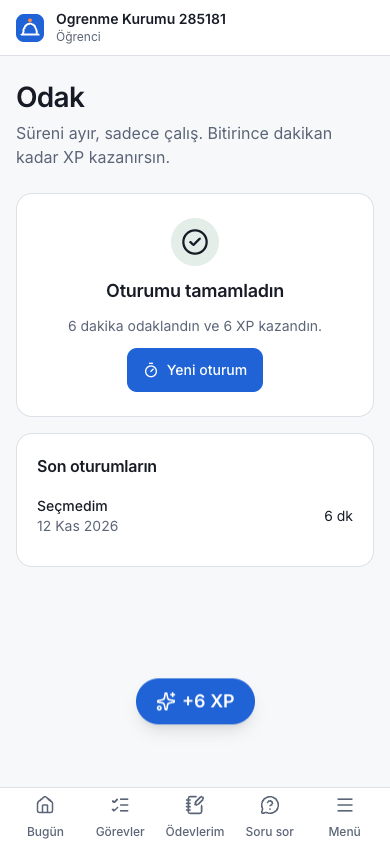 Ogrenme Kurumu 285181
Öğrenci
Odak
Süreni ayır, sadece çalış. Bitirince dakikan
kadar XP kazanırsın.
Oturumu tamamladın
6 dakika odaklandın ve 6 XP kazandın.
Yeni oturum
Son oturumların
Seçmedim
12 Kas 2026
6 dk
+6 XP
Bugün
Görevler
Ödevlerim
Soru sor
Menü